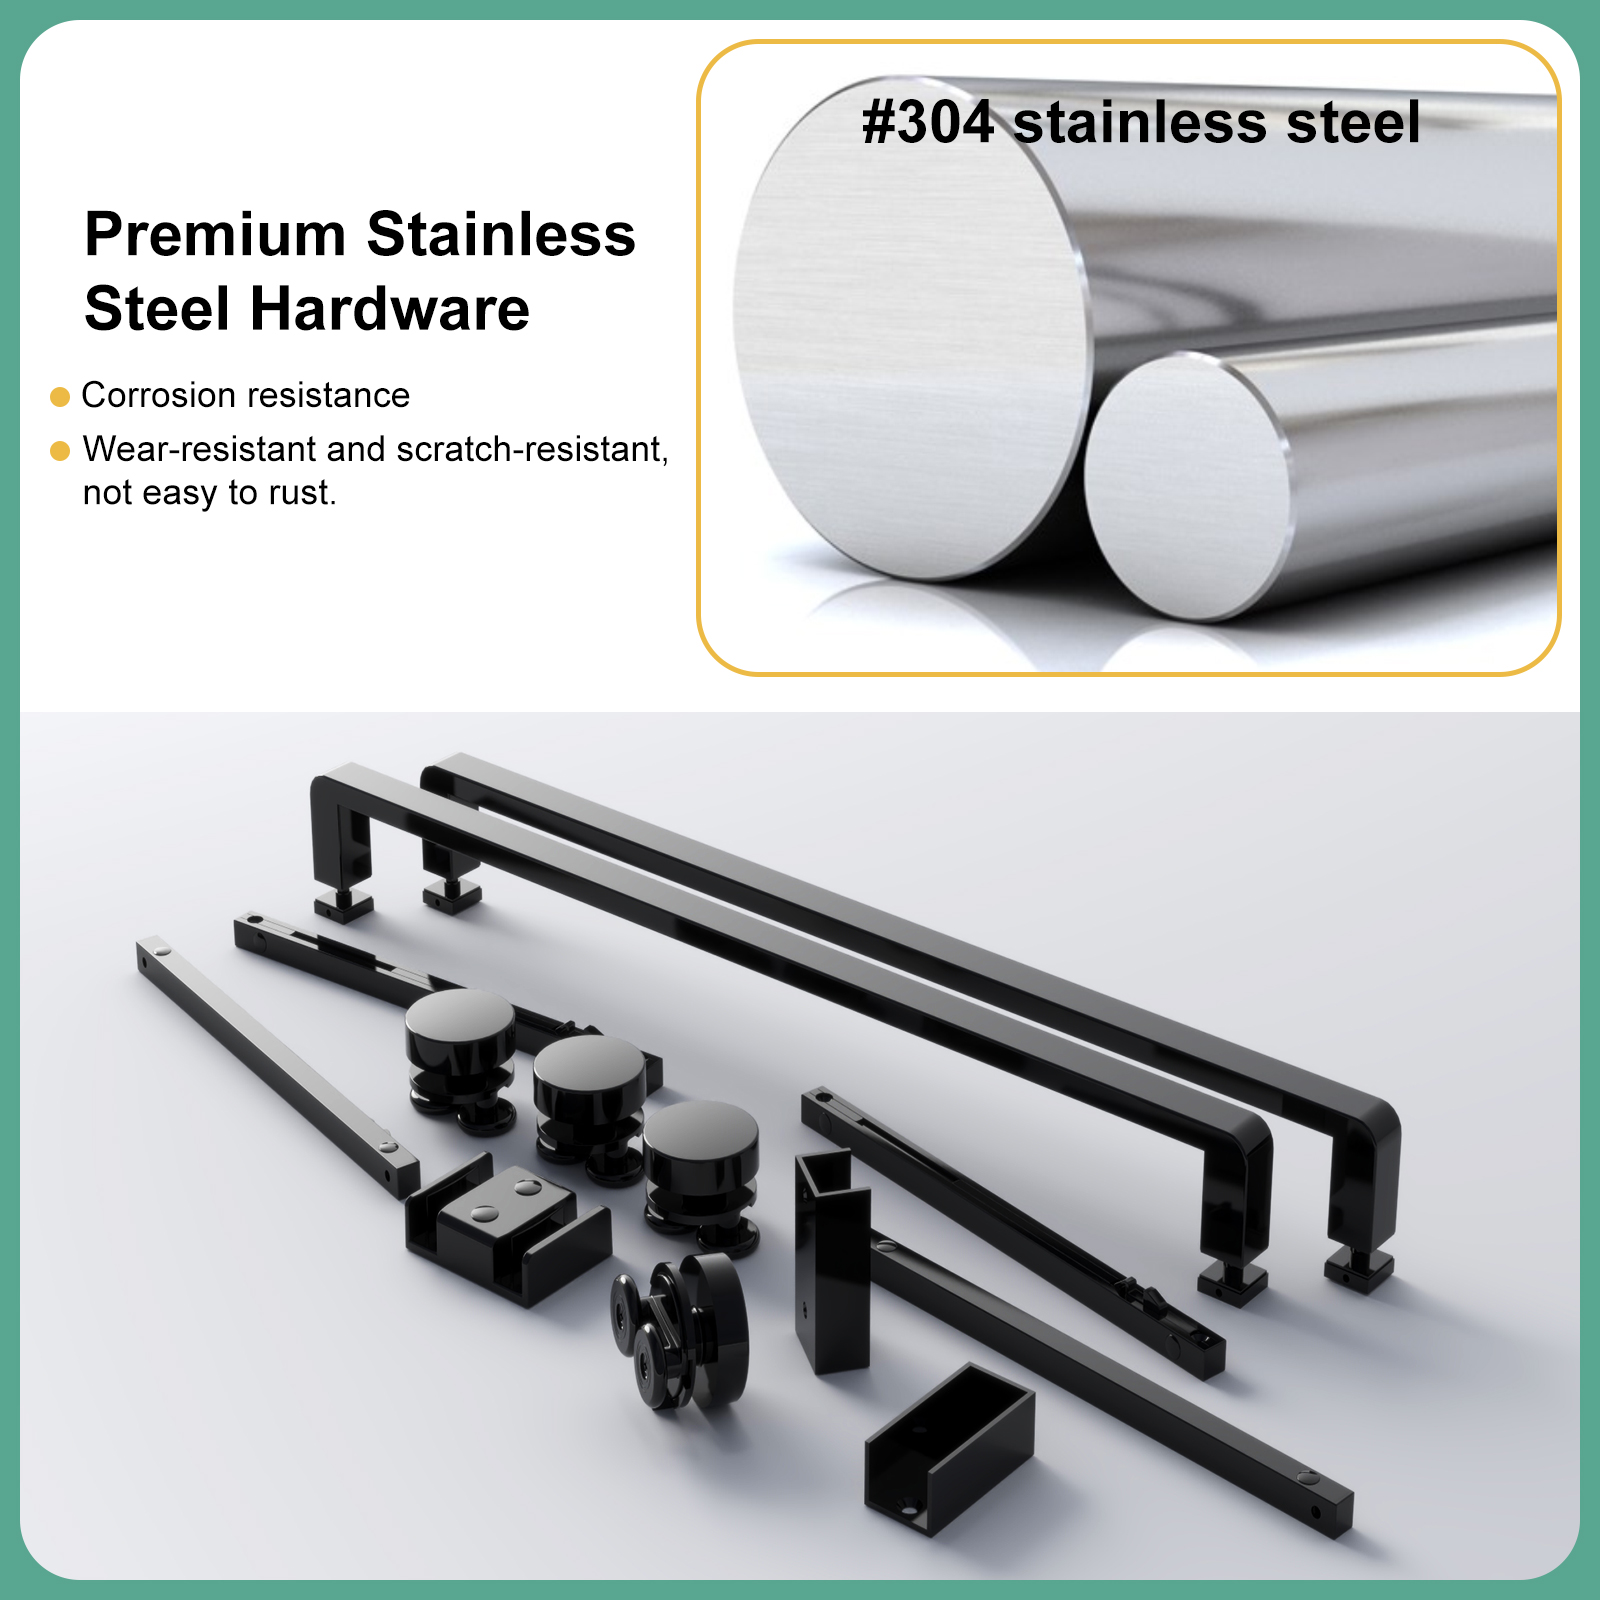 #304 stainless steel
Premium Stainless
Steel Hardware
Corrosion resistance
Wear-resistant and scratch-resistant,
not easy to rust.